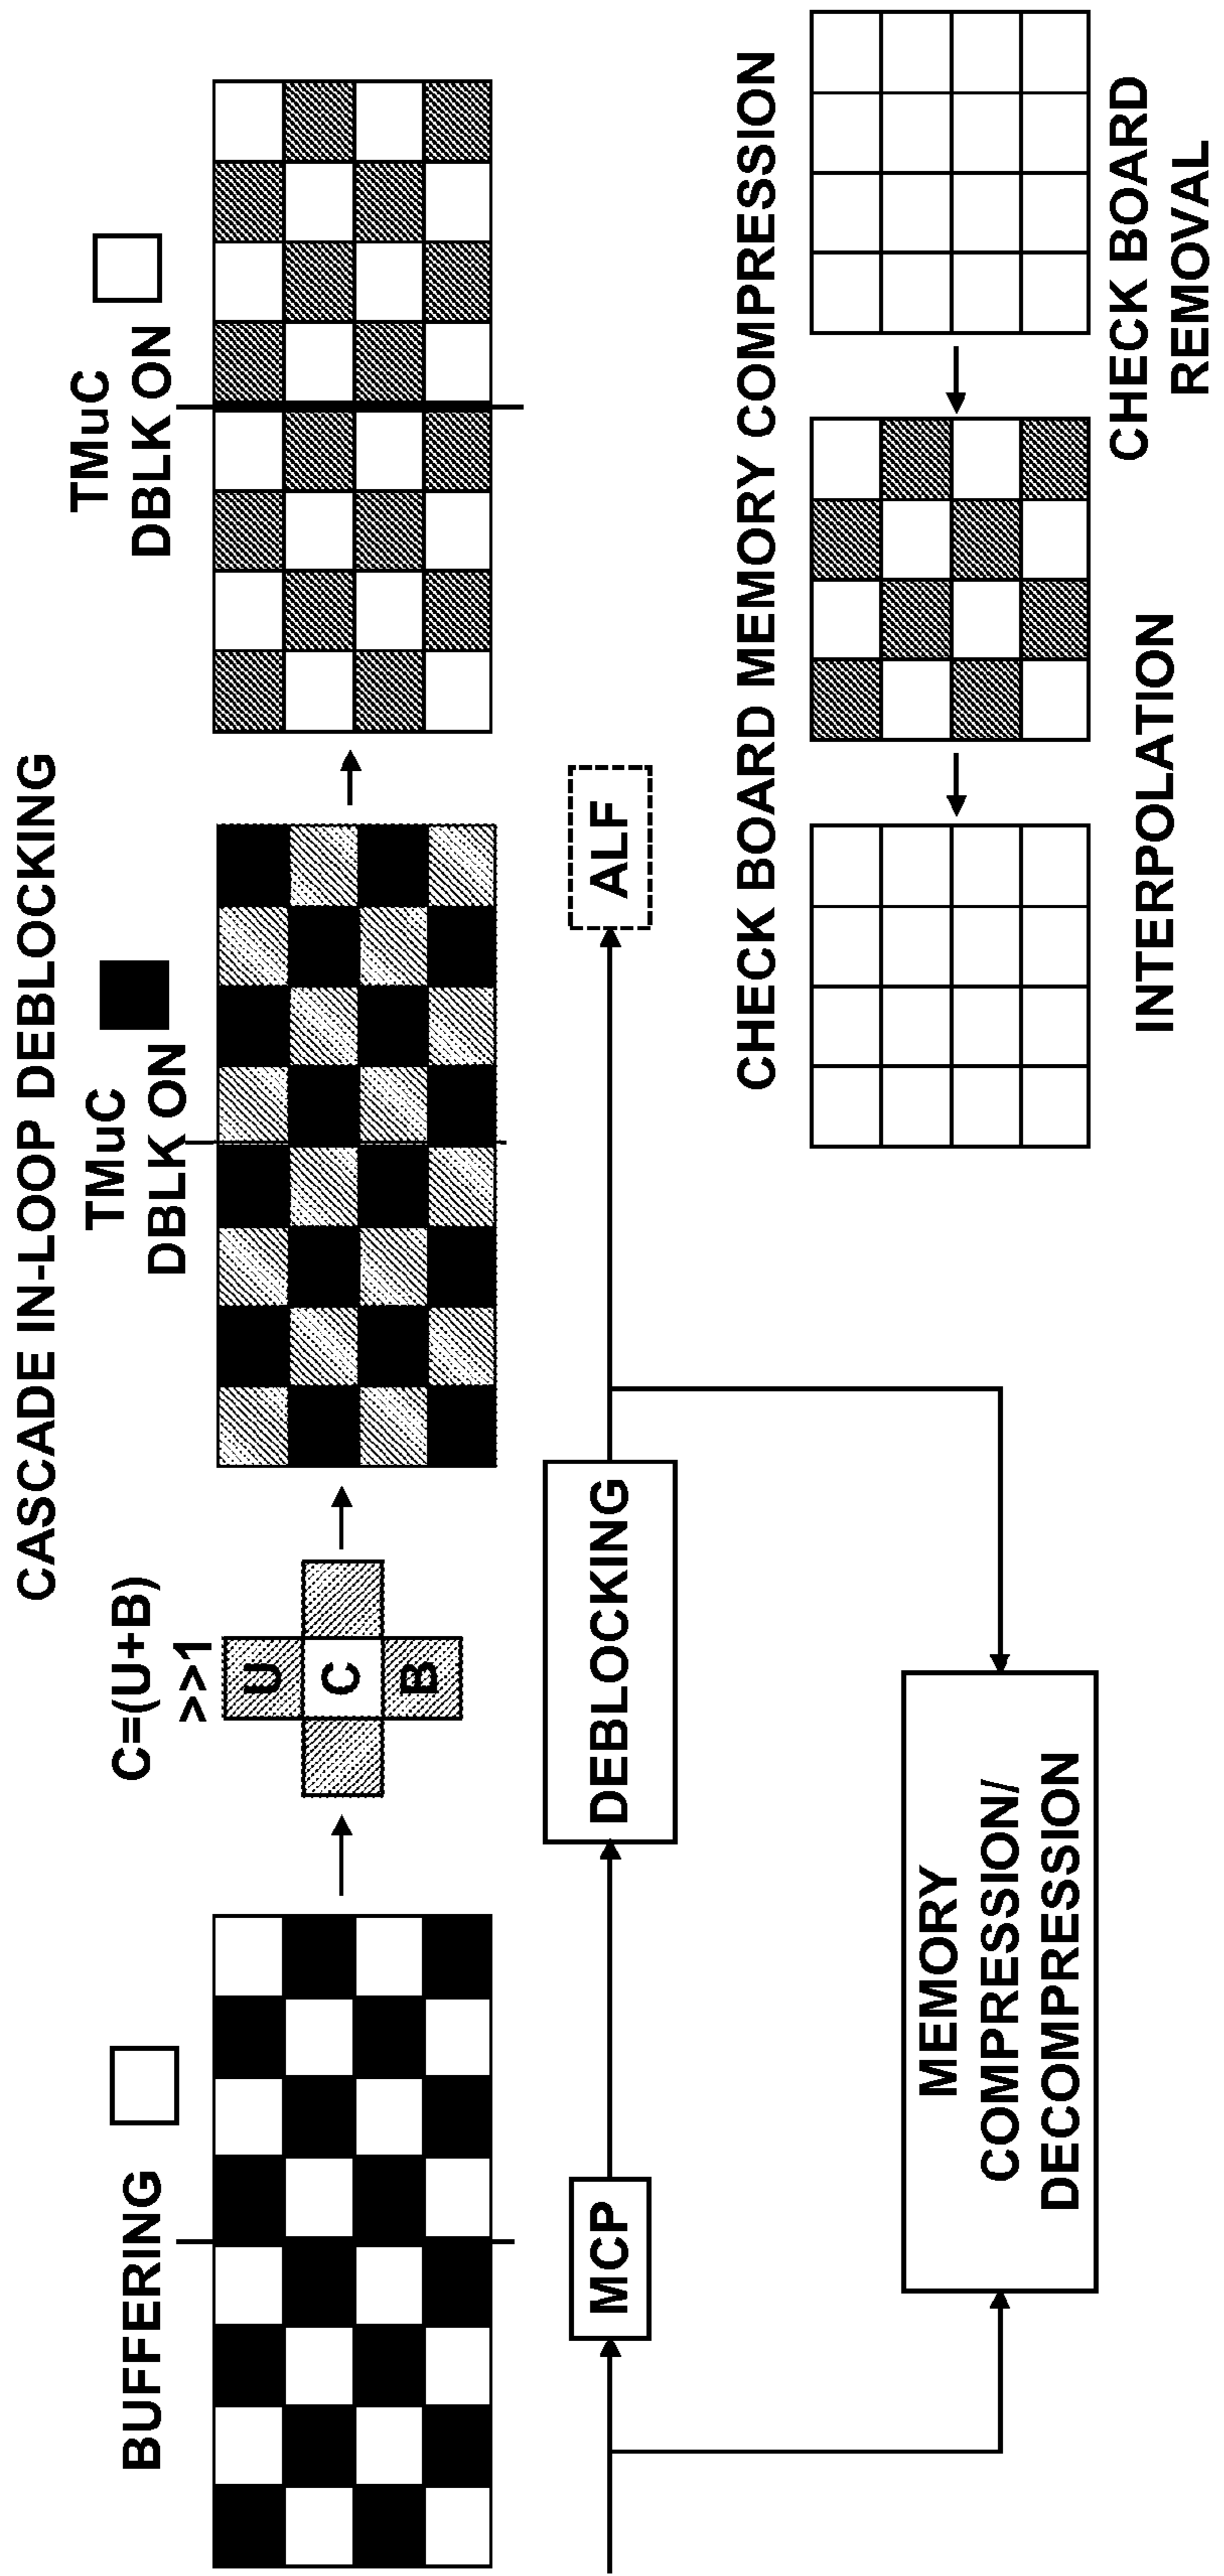 CASCADE IN-LOOP DEBLOCKING
BUFFERING
C=(U+B)
>>1
U
C
B
TMuC
DBLK ON
TMuC
DBLK ON
MCP
DEBLOCKING
ALF
MEMORY
COMPRESSION/
DECOMPRESSION
CHECK BOARD MEMORY COMPRESSION
INTERPOLATION
CHECK BOARD
REMOVAL